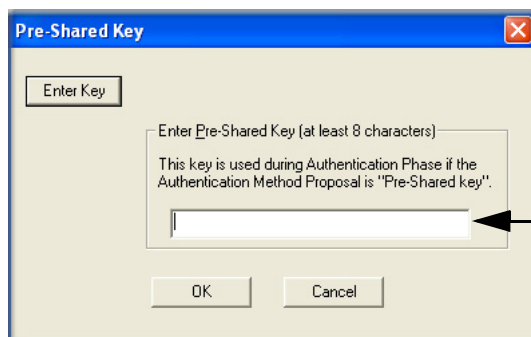 Pre-Shared Key
Enter Key
Enter Pre-Shared Key (at least 8 characters)
This key is used during Authentication Phase if the
Authentication Method Proposal is "Pre-Shared key".
OK Cancel